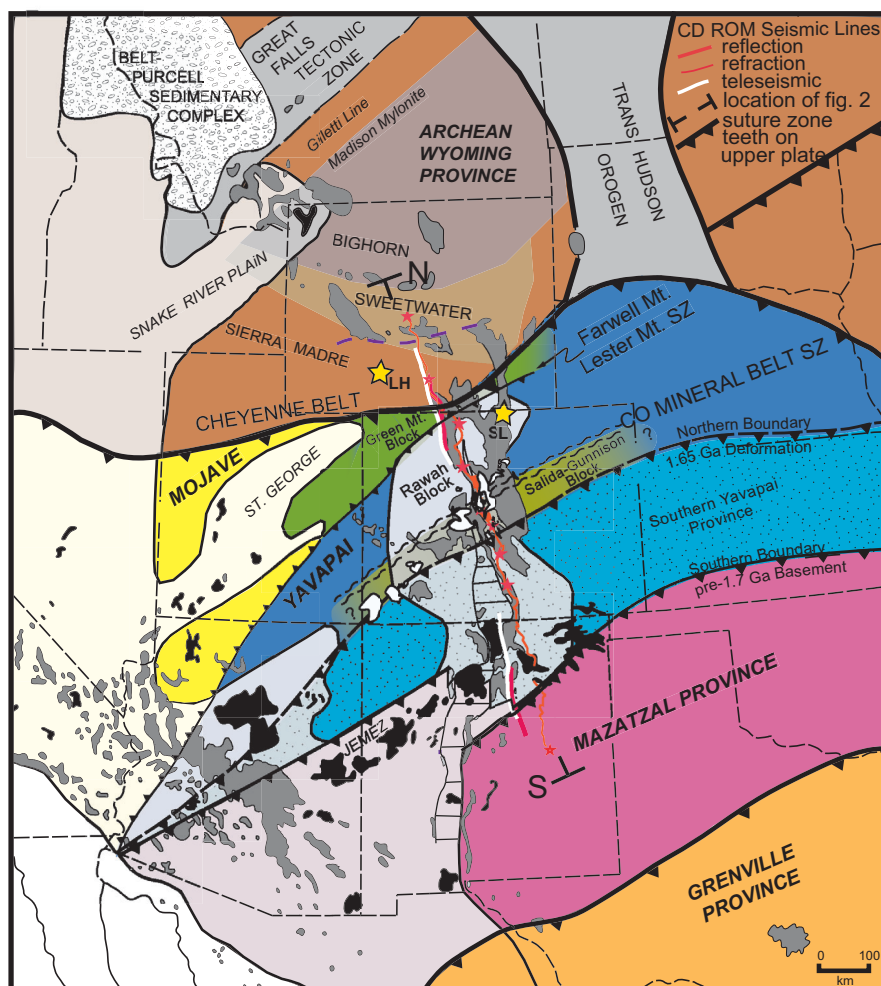 CD ROM Seismic Lines
reflection
refraction
teleseismic
location of fig. 2
suture zone
teeth on
upper plate
GREAT
FALLS
TECTONIC
ZONE
BELT-
PURCELL
SEDIMENTARY
COMPLEX
Gilletti Line
Madison Mylonite
ARCHEAN
WYOMING
PROVINCE
TRANS HUDSON
OROGEN
Y
BIGHORN
N
SNAKE RIVER PLAiN
SWEETWATER
SIERRA MADRE
Farwell Mt.
Lester Mt. SZ
LH
CHEYENNE BELT
SL
CO MINERAL BELT SZ
Green Mt.
Block
?
Northern Boundary
1.65 Ga Deformation
MOJAVE
ST. GEORGE
Rawah
Block
Salida-Gunnison
Block
Southern Yavapai
Province
YAVAPAI
Southern Boundary
pre-1.7 Ga Basement
?
MAZATZAL PROVINCE
JEMEZ
S
GRENVILLE
PROVINCE
0 100
km